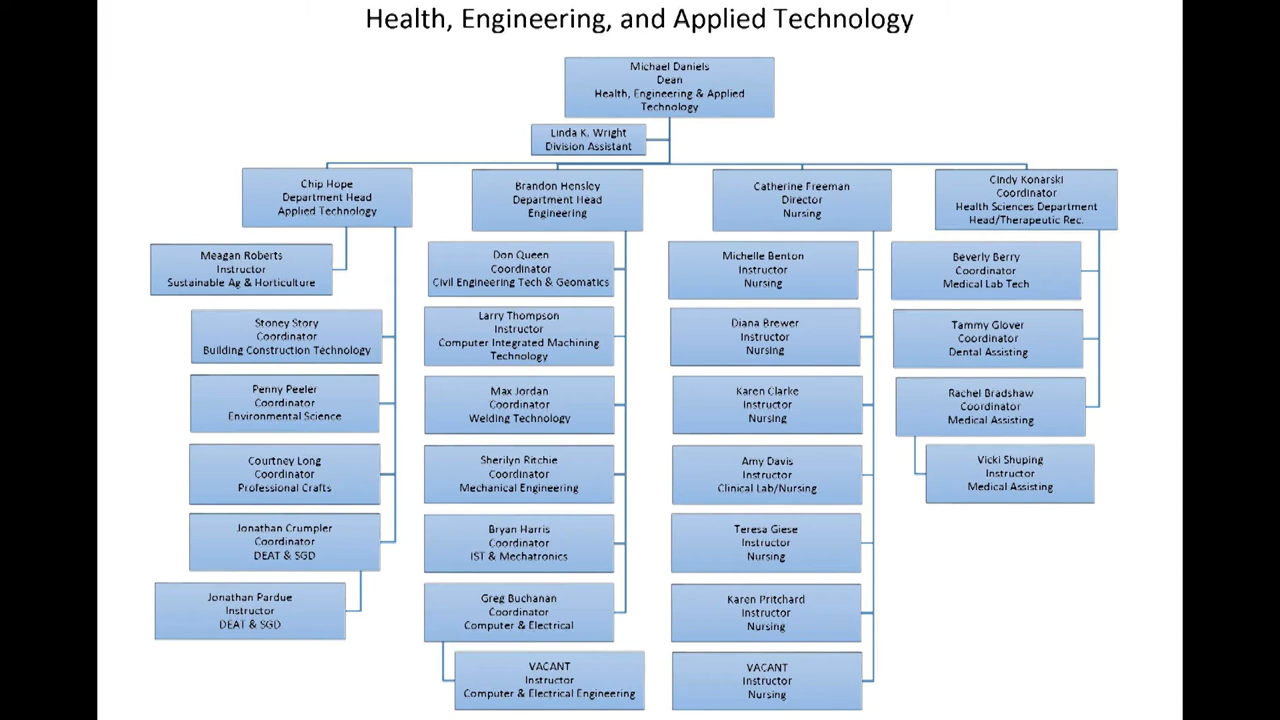 Health, Engineering, and Applied Technology
Michael Daniels
Dean
Health, Engineering & Applied
Technology
Linda K. Wright
Division Assistant
Chip Hope
Department Head
Applied Technology
Meagan Roberts
Instructor
Sustainable Ag & Horticulture
Stoney Story
Coordinator
Building Construction Technology
Penny Peeler
Coordinator
Environmental Science
Courtney Long
Coordinator
Professional Crafts
Jonathan Crumpler
Coordinator
DEAT & SGD
Jonathan Pardue
Instructor
DEAT & SGD
Brandon Hensley
Department Head
Engineering
Don Queen
Coordinator
Civil Engineering Tech & Geomatics
Larry Thompson
Instructor
Computer Integrated Machining
Technology
Max Jordan
Coordinator
Welding Technology
Sherilyn Ritchie
Coordinator
Mechanical Engineering
Bryan Harris
Coordinator
IST & Mechatronics
Greg Buchanan
Coordinator
Computer & Electrical
VACANT
Instructor
Computer & Electrical Engineering
Catherine Freeman
Director
Nursing
Michelle Benton
Instructor
Nursing
Diana Brewer
Instructor
Nursing
Karen Clarke
Instructor
Nursing
Amy Davis
Instructor
Clinical Lab/Nursing
Teresa Giese
Instructor
Nursing
Karen Pritchard
Instructor
Nursing
VACANT
Instructor
Nursing
Cindy Konarski
Coordinator
Health Sciences Department
Head/Therapeutic Rec.
Beverly Berry
Coordinator
Medical Lab Tech
Tammy Glover
Coordinator
Dental Assisting
Rachel Bradshaw
Coordinator
Medical Assisting
Vicki Shuping
Instructor
Medical Assisting